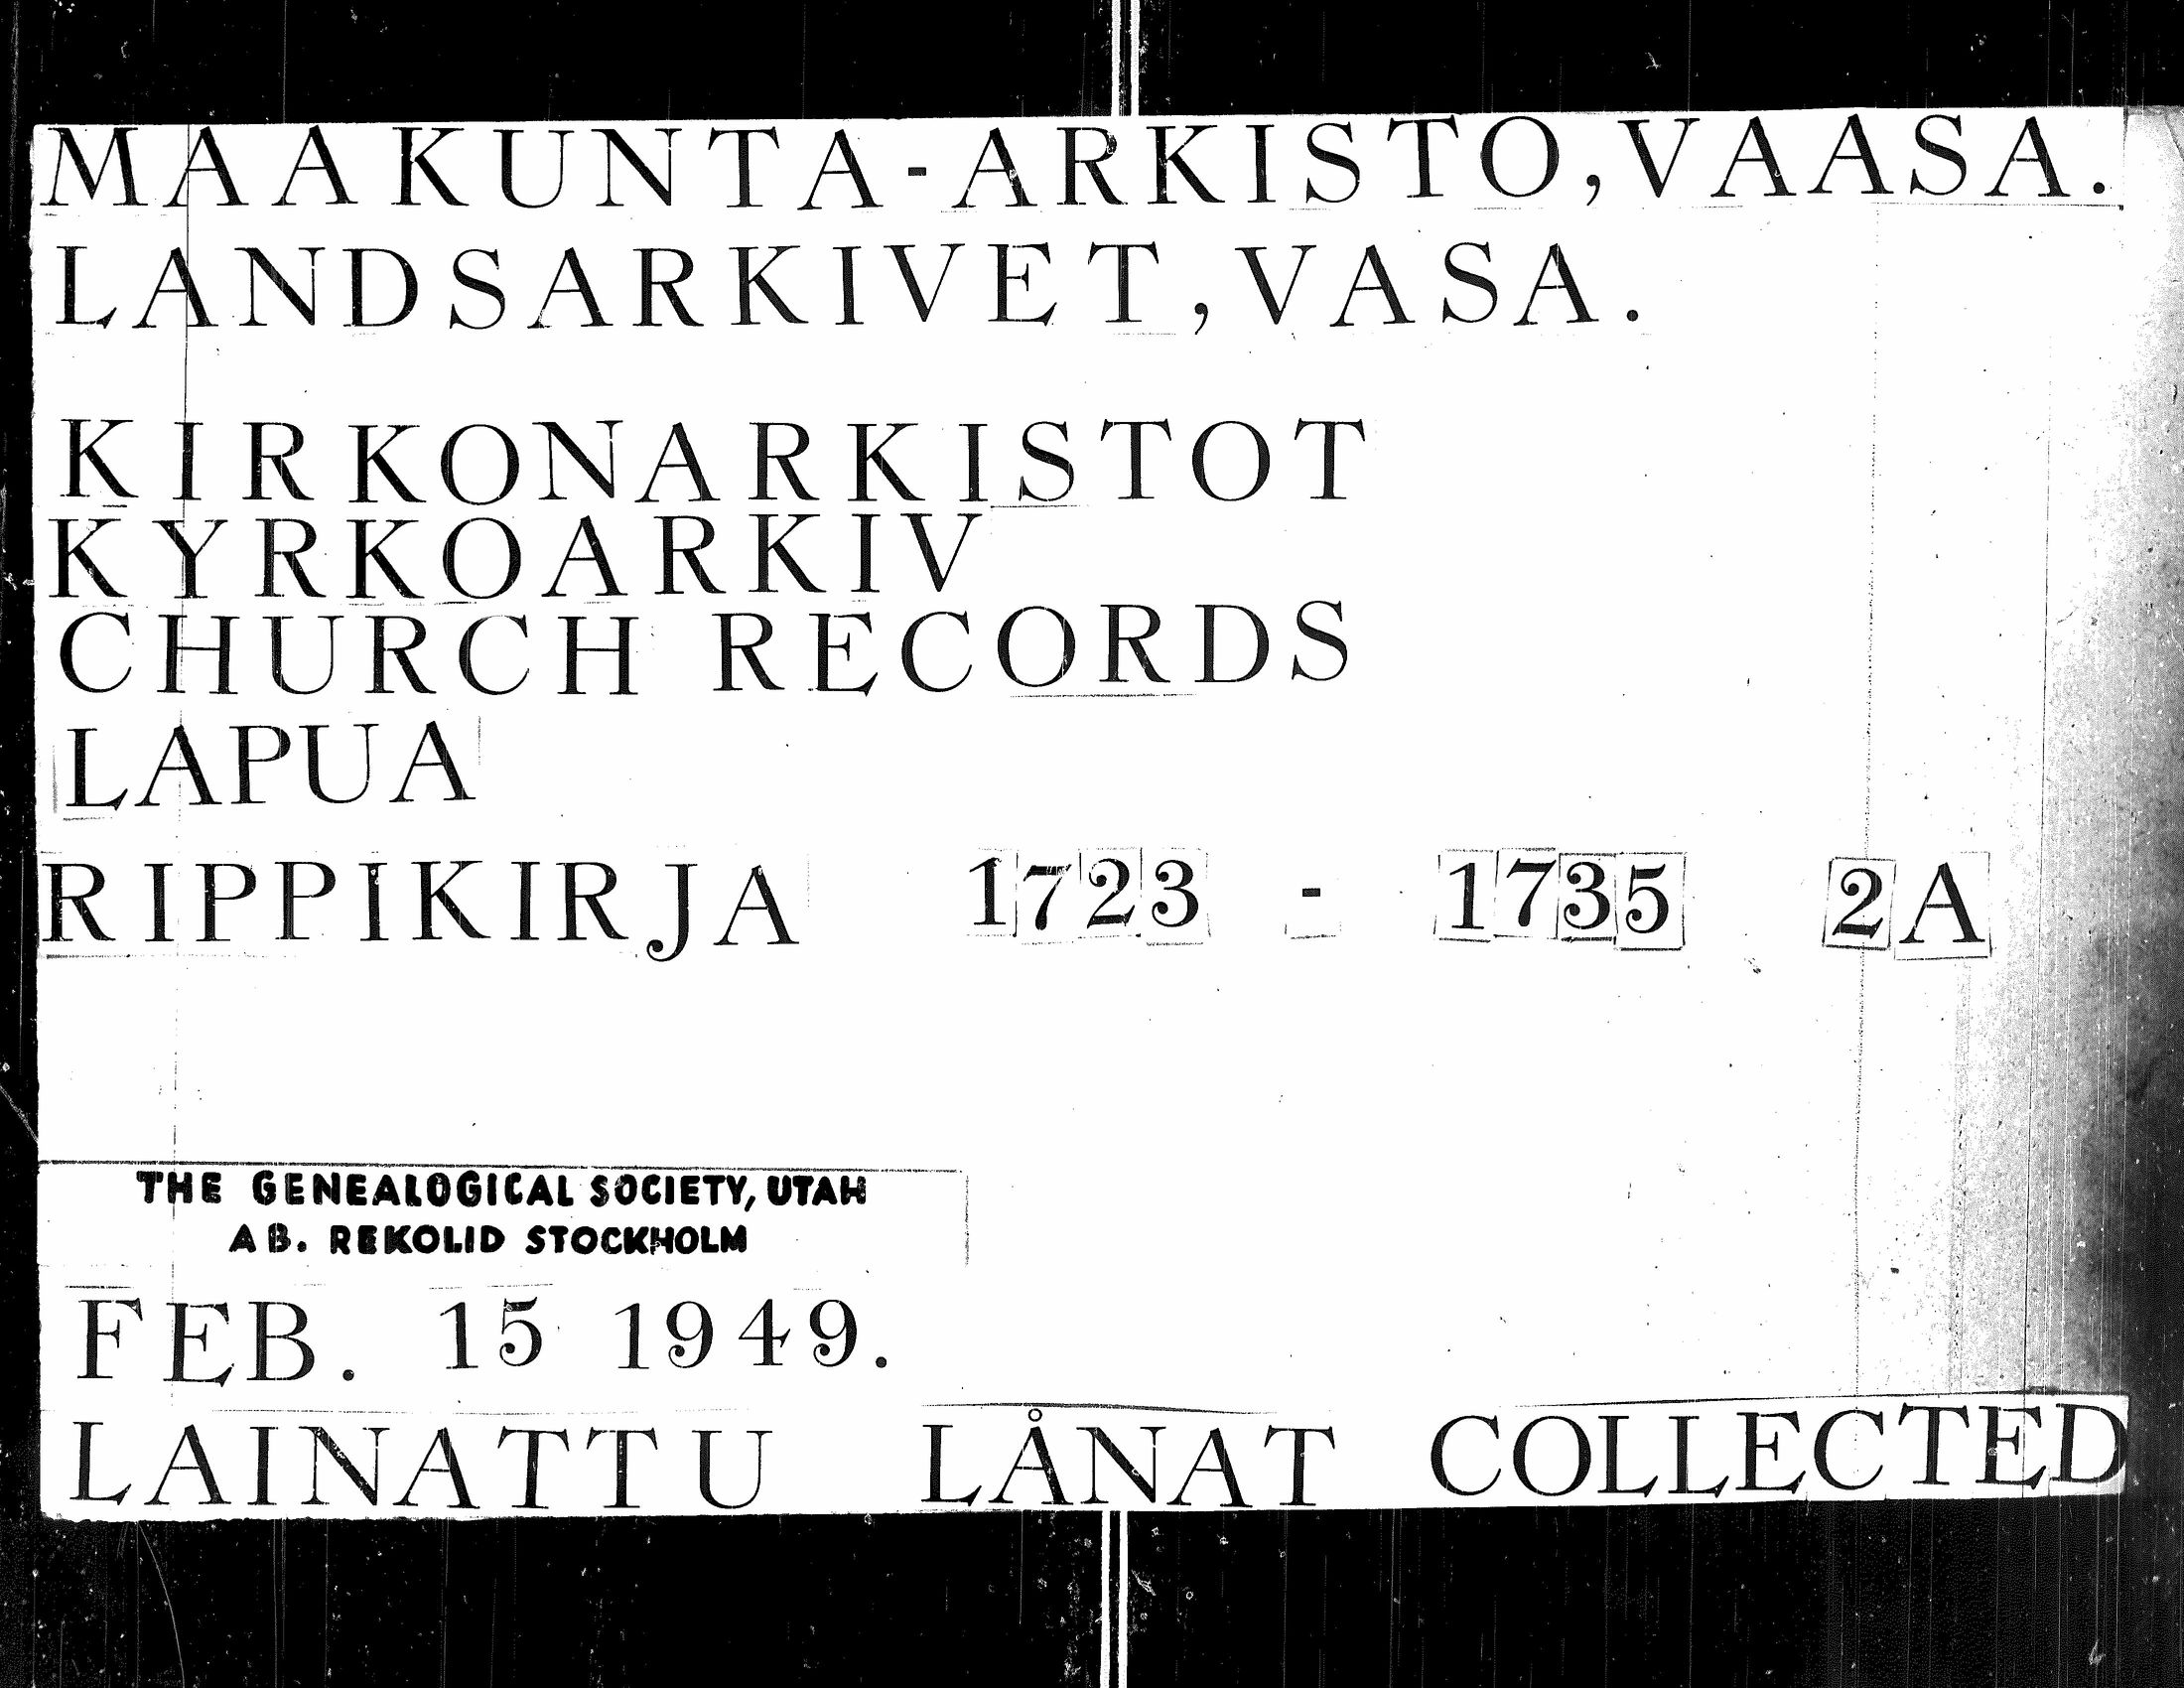 MAAKUNTA-ARKISTO, VAASA.
LANDSARKIVET, VASA.
KIRKONARKISTOT
KYRKOARKIV
CHURCH RECORDS
LAPUA
RIPPIKIRJA 1723 - 1735 2A
THE GENEALOGICAL SOCIETY, UTAH
AB. REKOLID STOCKHOLM
FEB. 15 1949.
LAINATTU LÅNAT COLLECTED